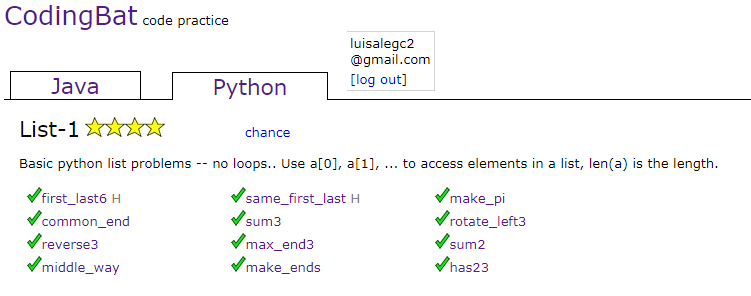 CodingBat code practice
luisalegc2
@gmail.com
[log out]
Java
Python
List-1
chance
Basic python list problems -- no loops.. Use a[0], a[1], ... to access elements in a list, len(a) is the length.
first_last6 H
same_first_last H
make_pi
common_end
sum3
rotate_left3
reverse3
max_end3
sum2
middle_way
make_ends
has23